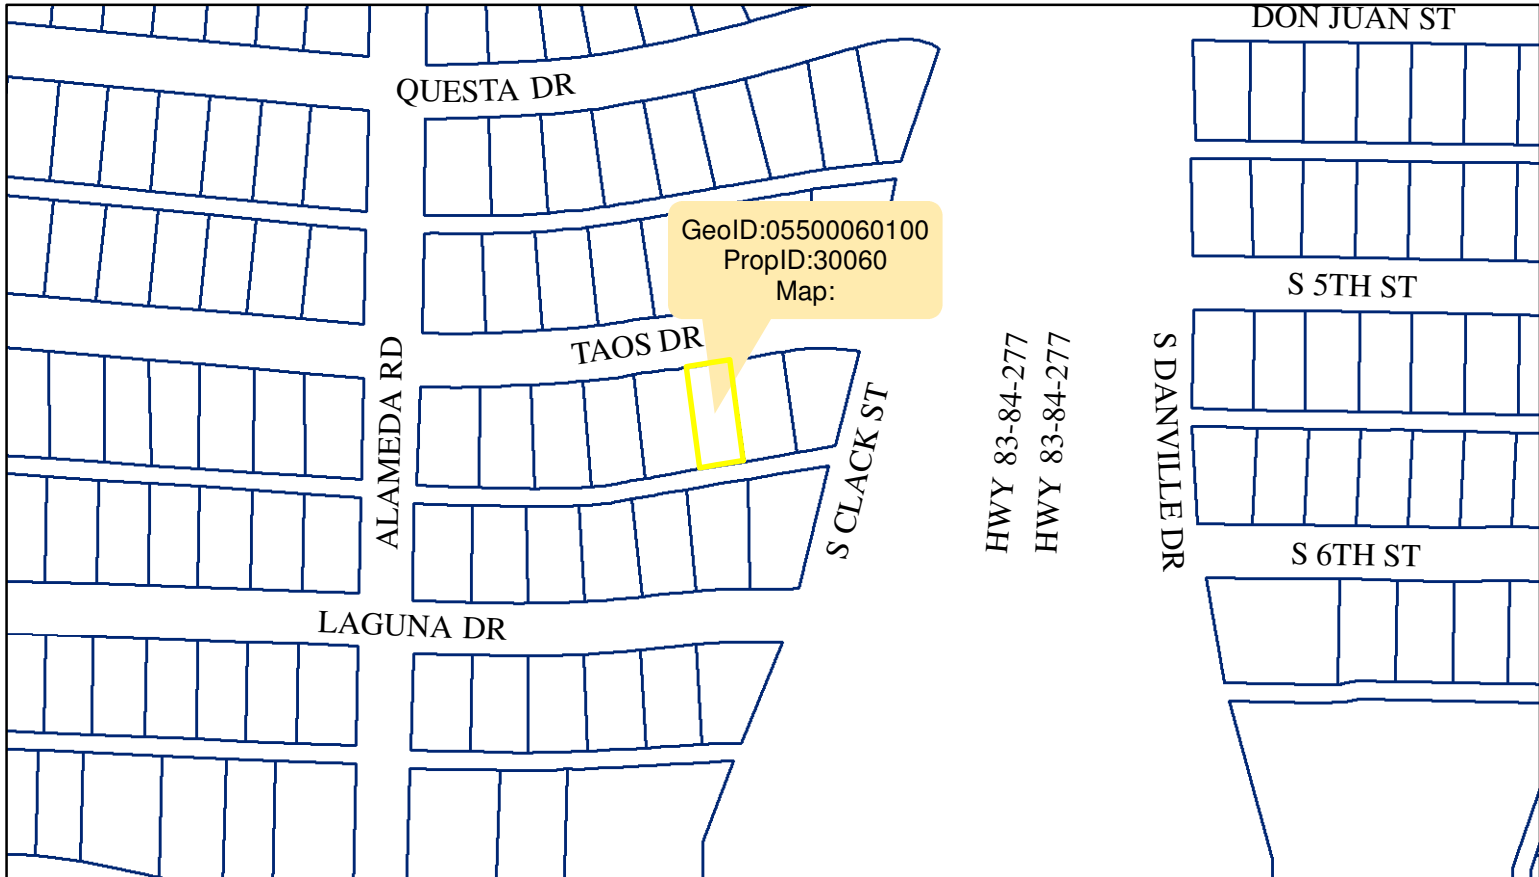 DON JUAN ST
QUESTA DR
GeoID:05500060100
PropID:30060
Map:
S 5TH ST
TAOS DR
ALAMEDA RD
S CLACK ST
HWY 83-84-277
HWY 83-84-277
S DANVILLE DR
S 6TH ST
LAGUNA DR